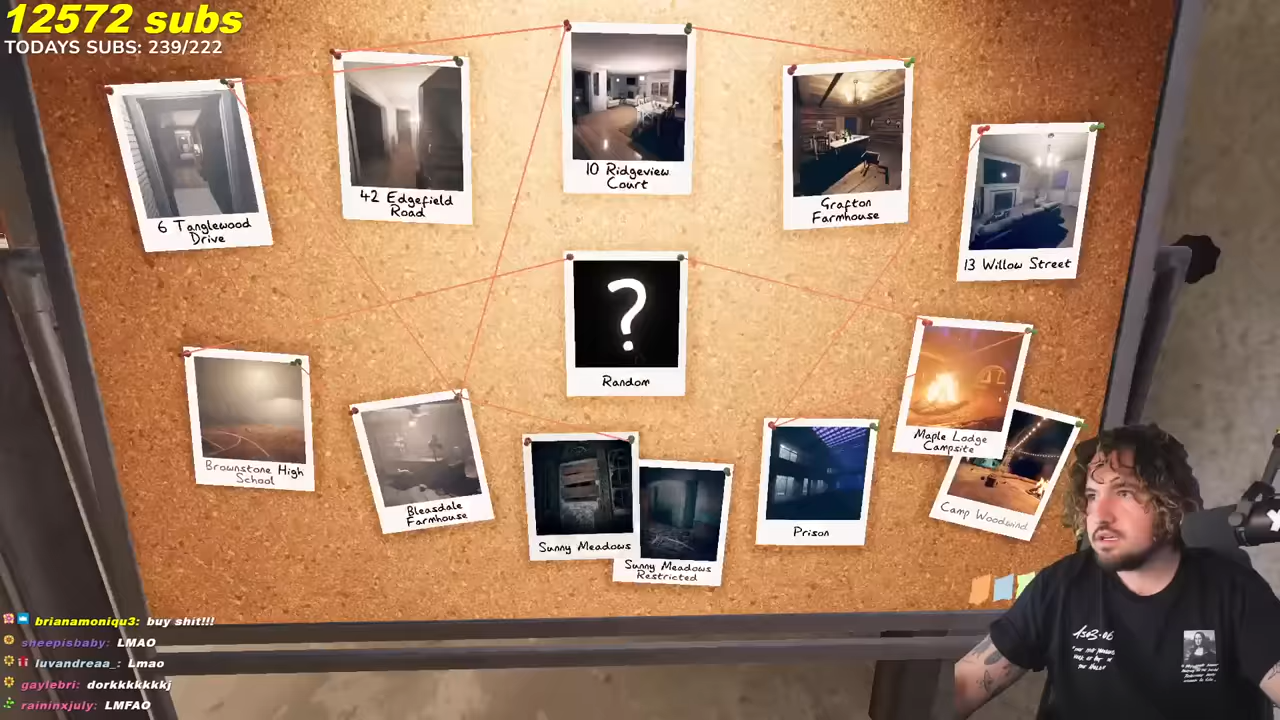 12572 subs
TODAYS SUBS: 239/222
6 Tanglewood
Drive
42 Edgefield
Road
10 Ridgeview
Court
Grafton
Farmhouse
13 Willow Street
?
Random
Brownstone High
School
Bleasdale
Farmhouse
Sunny Meadows
Sunny Meadows
Restricted
Prison
Maple Lodge
Campsite
Camp Woodwind
brianamoniqu3: buy shit!!!
sheepisbaby: LMAO
luvandreaa_: Lmao
gaylebri: dorkkkkkkkj
raininxjuly: LMFAO